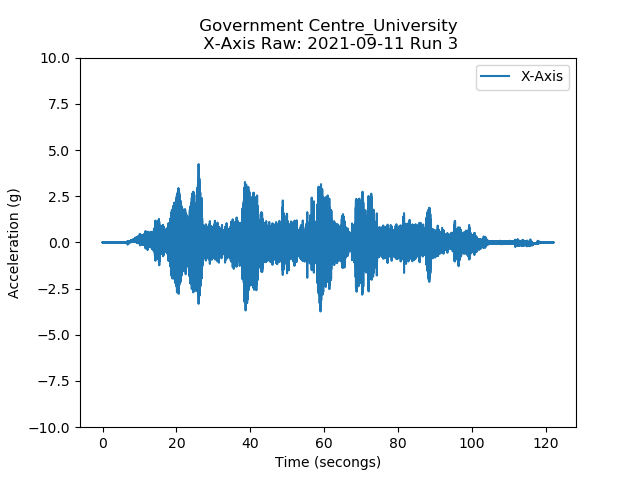 Government Centre_University
X-Axis Raw: 2021-09-11 Run 3
X-Axis
10.0
7.5
5.0
2.5
0.0
−2.5
−5.0
−7.5
−10.0
Acceleration (g)
0 20 40 60 80 100 120
Time (secongs)